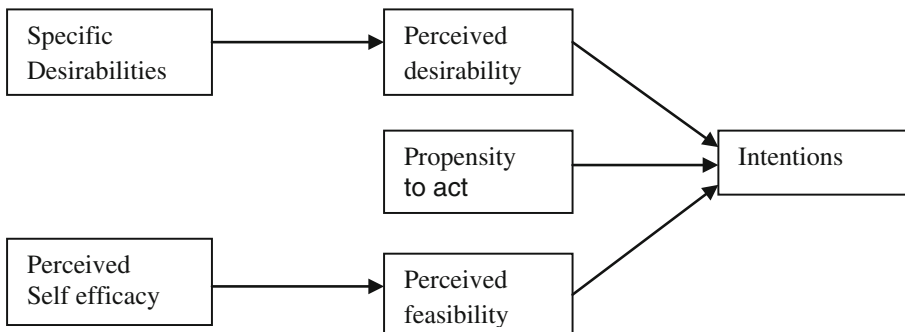 Specific
Desirabilities
Perceived
desirability
Propensity
to act
Intentions
Perceived
Self efficacy
Perceived
feasibility